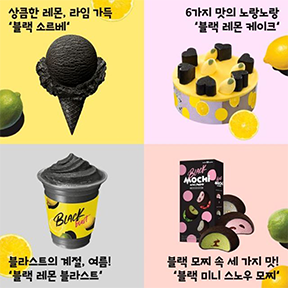 상큼한 레몬, 라임 가득
‘블랙 소르베’
6가지 맛의 노랑노랑
‘블랙 레몬 케이크’
BLACK
블라스트의 계절, 여름!
‘블랙 레몬 블라스트’
Black
MOCHI
블랙 모찌 속 세 가지 맛!
‘블랙 미니 스노우 모찌’